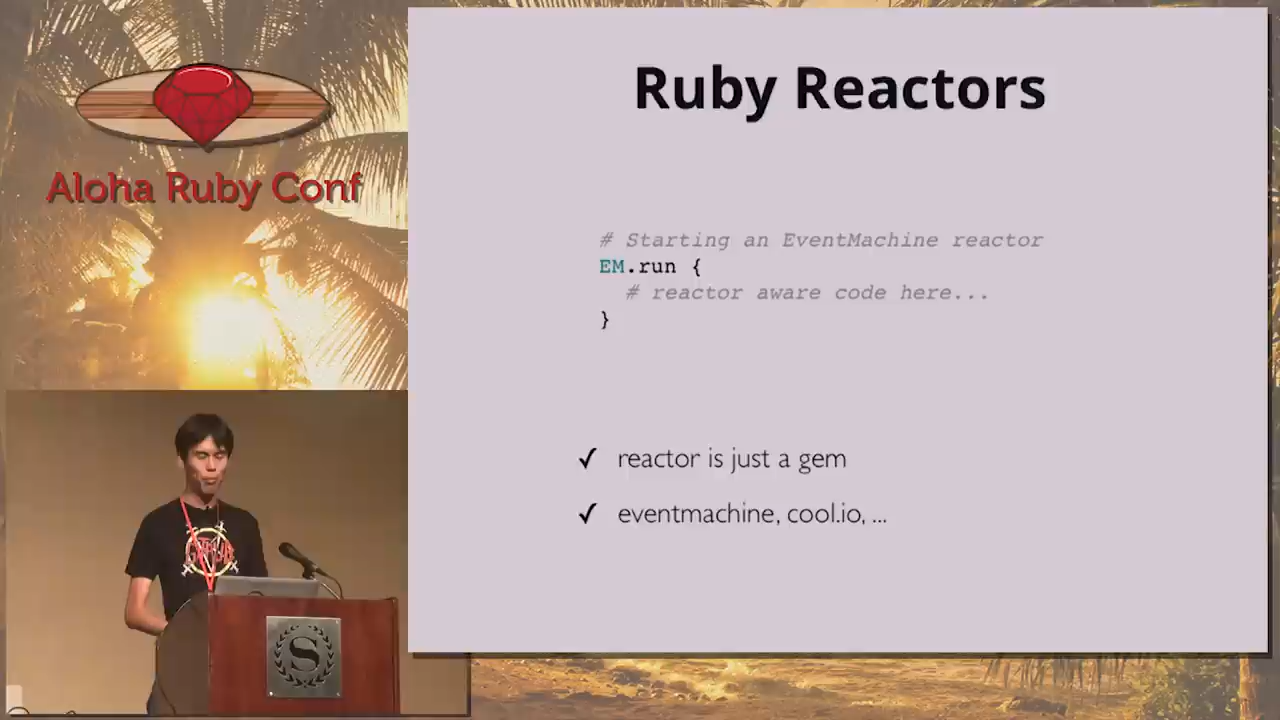 Aloha Ruby Conf
Ruby Reactors
# Starting an EventMachine reactor
EM.run {
# reactor aware code here...
}
✓ reactor is just a gem
✓ eventmachine, cool.io, ...
S